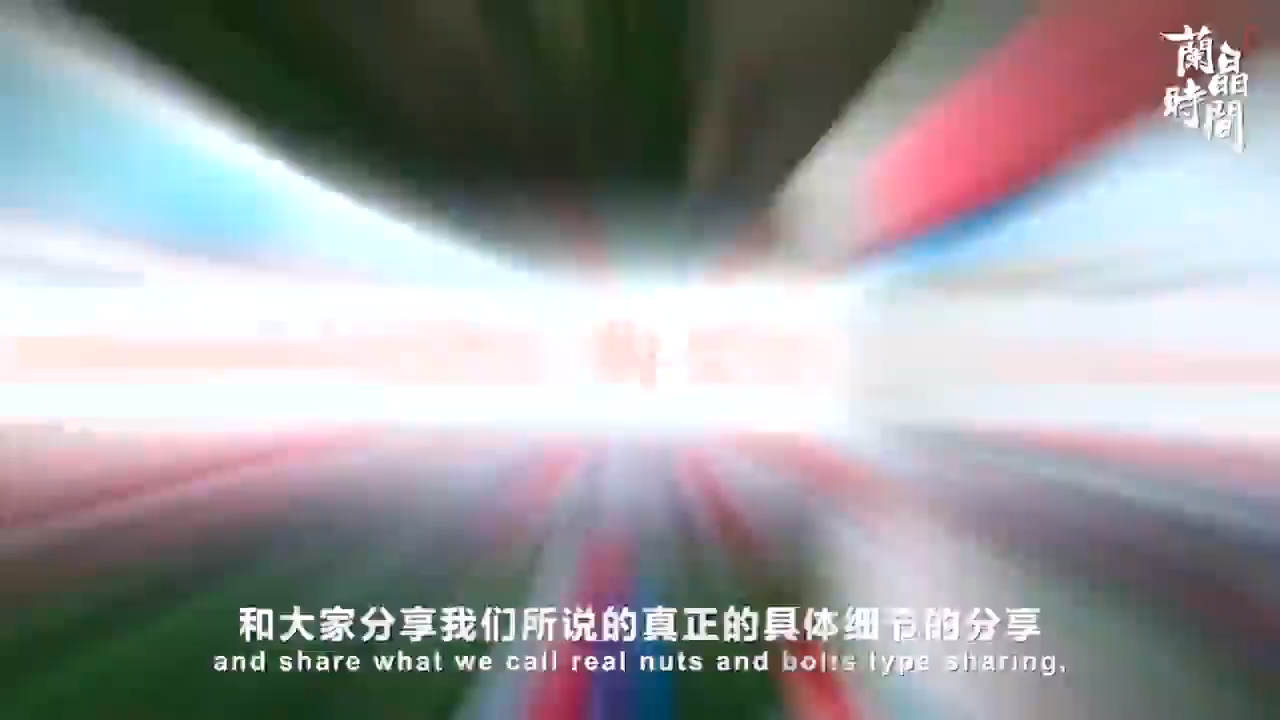 蘭晶
時間
和大家分享我们所说的真正的具体细节的分享
and share what we call real nuts and bolts type sharing,